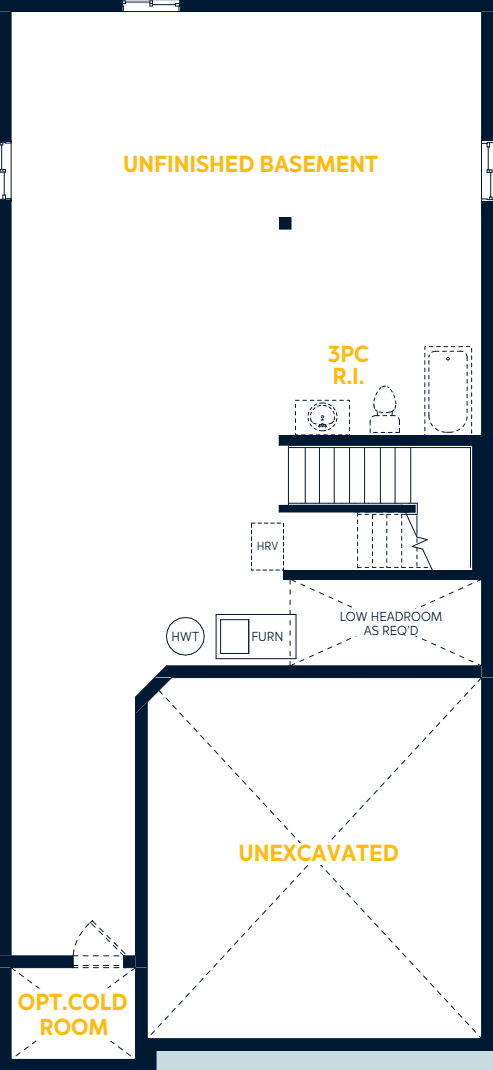 UNFINISHED BASEMENT
3PC
R.I.
HRV
LOW HEADROOM
AS REQ'D
HWT
FURN
UNEXCAVATED
OPT.COLD
ROOM